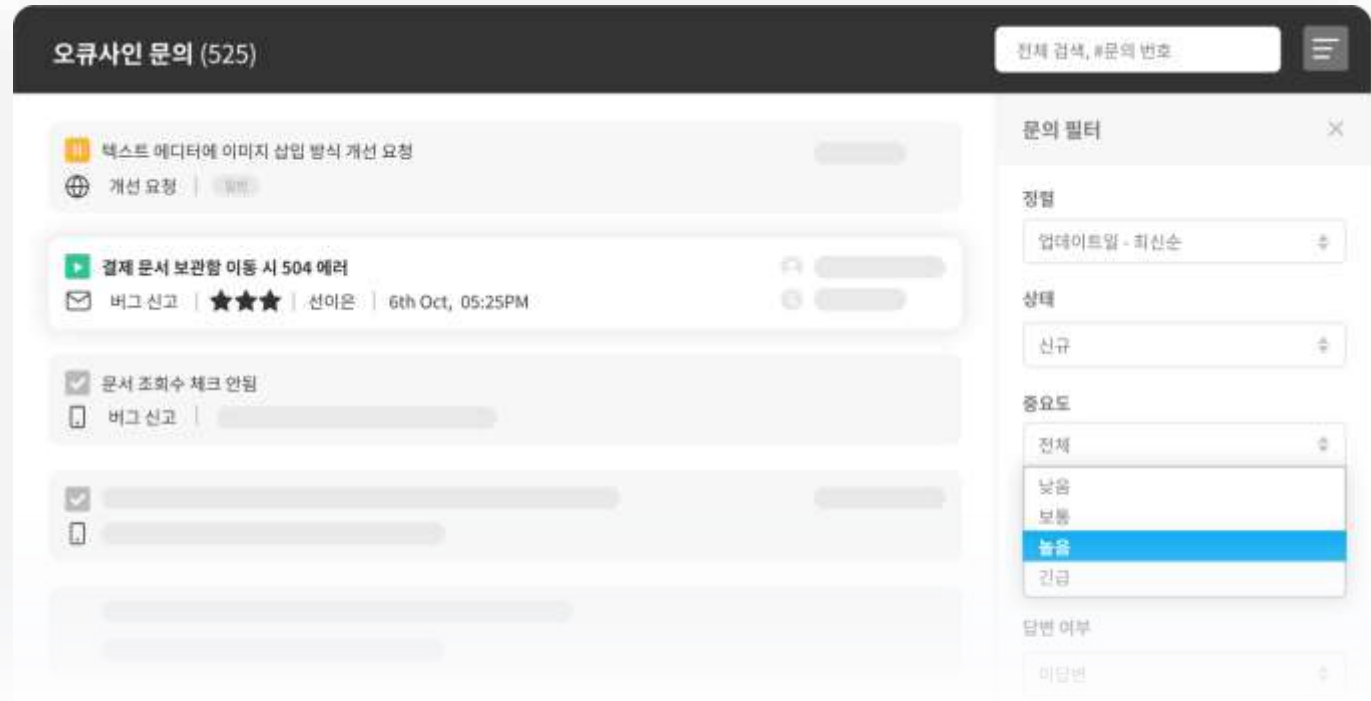 오큐사인 문의 (525)
전체 검색, #문의 번호
텍스트 에디터에 이미지 삽입 방식 개선 요청
개선 요청 | 일반
결제 문서 보관함 이동 시 504 에러
버그 신고 | ★★★ | 선이은 | 6th Oct, 05:25PM
문서 조회수 체크 안됨
버그 신고 |
문의 필터
정렬
업데이트일 - 최신순
상태
신규
중요도
전체
낮음
보통
높음
긴급
답변 여부
미답변